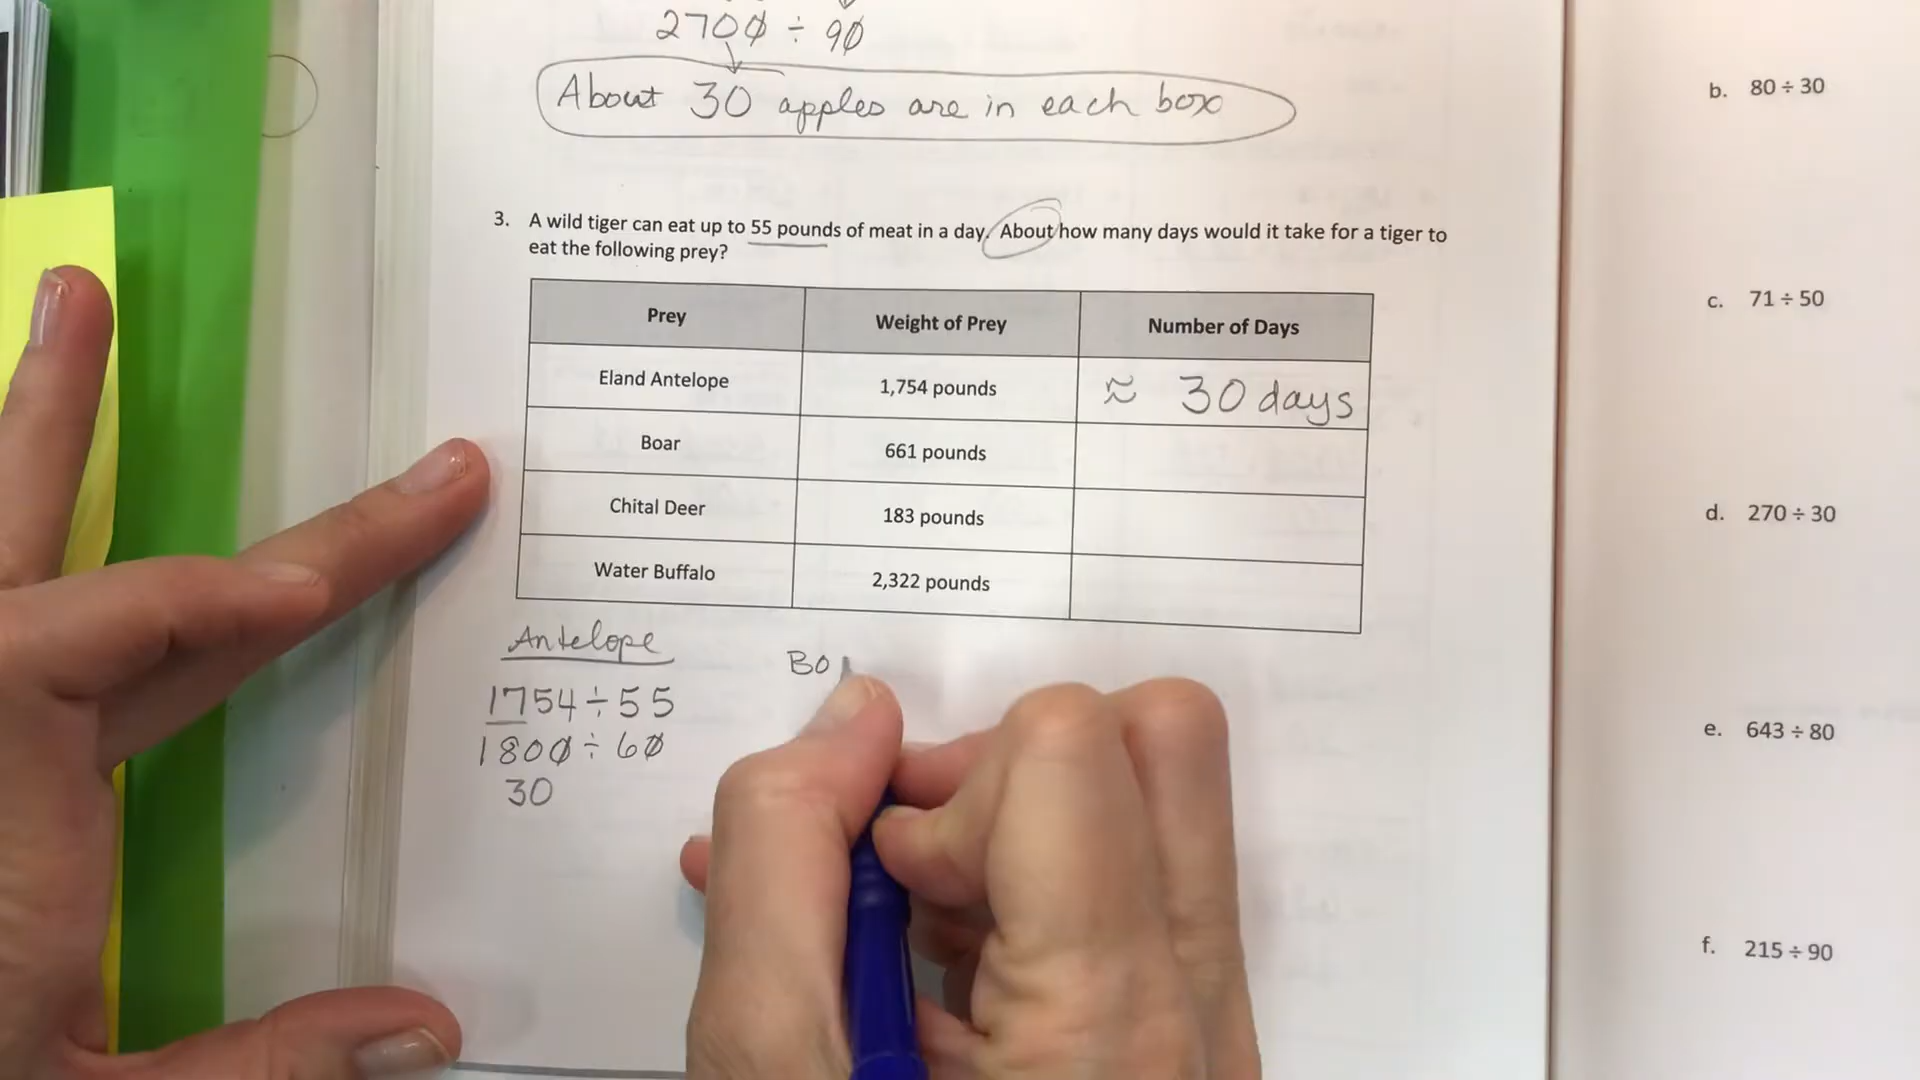 2700 ÷ 90
About 30 apples are in each box
3. A wild tiger can eat up to 55 pounds of meat in a day. About how many days would it take for a tiger to
eat the following prey?
Prey Weight of Prey Number of Days
Eland Antelope 1,754 pounds ≈ 30 days
Boar 661 pounds
Chital Deer 183 pounds
Water Buffalo 2,322 pounds
Antelope
1754 ÷ 55
1800 ÷ 60
30
Bo
b. 80 ÷ 30
c. 71 ÷ 50
d. 270 ÷ 30
e. 643 ÷ 80
f. 215 ÷ 90